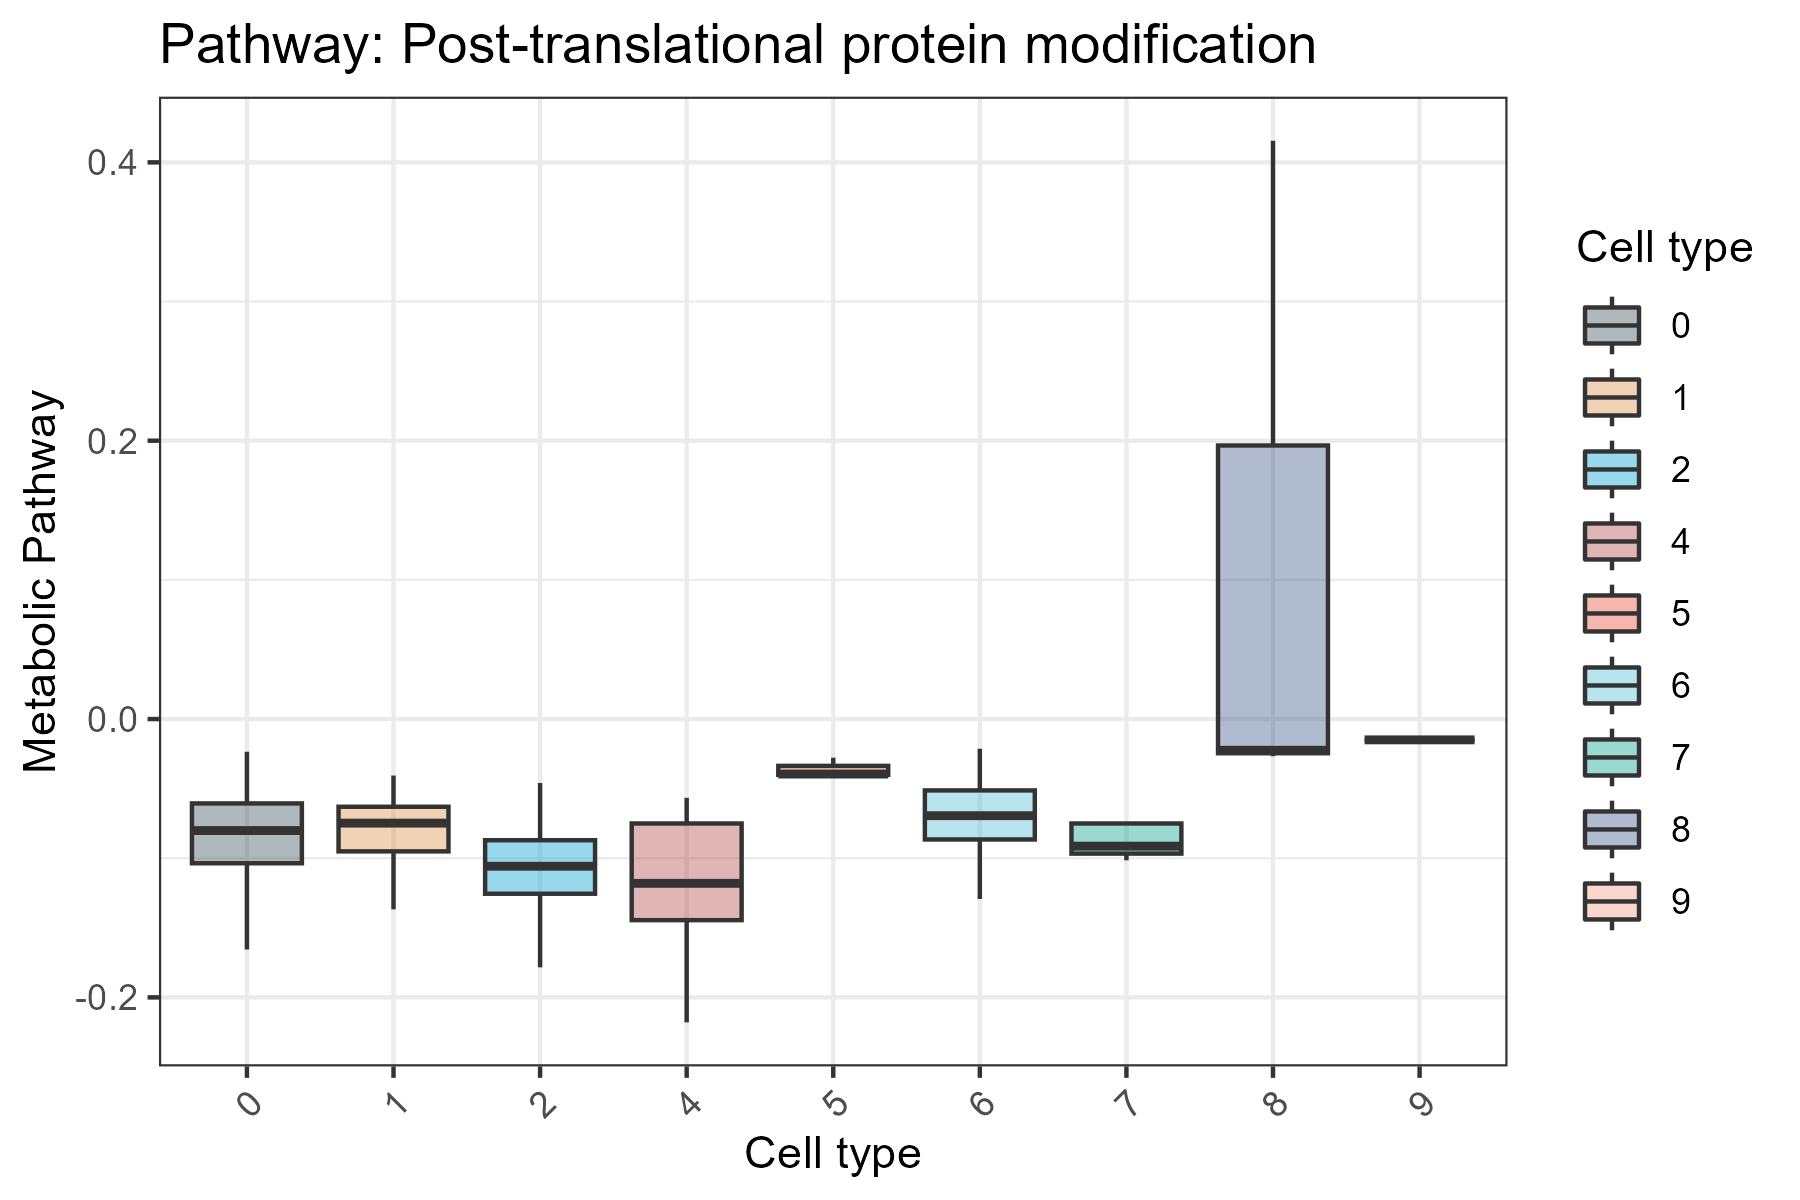 Pathway: Post-translational protein modification
Metabolic Pathway
0.4
0.2
0.0
-0.2
0 1 2 4 5 6 7 8 9
Cell type
Cell type
0
1
2
4
5
6
7
8
9